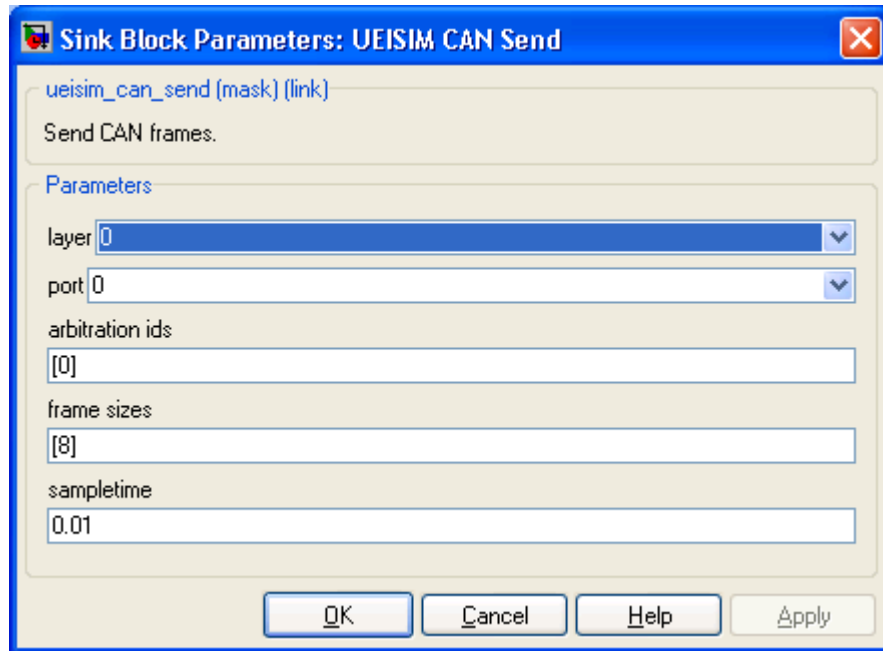 Sink Block Parameters: UEISIM CAN Send
ueisim_can_send (mask) (link)
Send CAN frames.
Parameters
layer 0
port 0
arbitration ids
[0]
frame sizes
[8]
sampletime
0.01
OK Cancel Help Apply